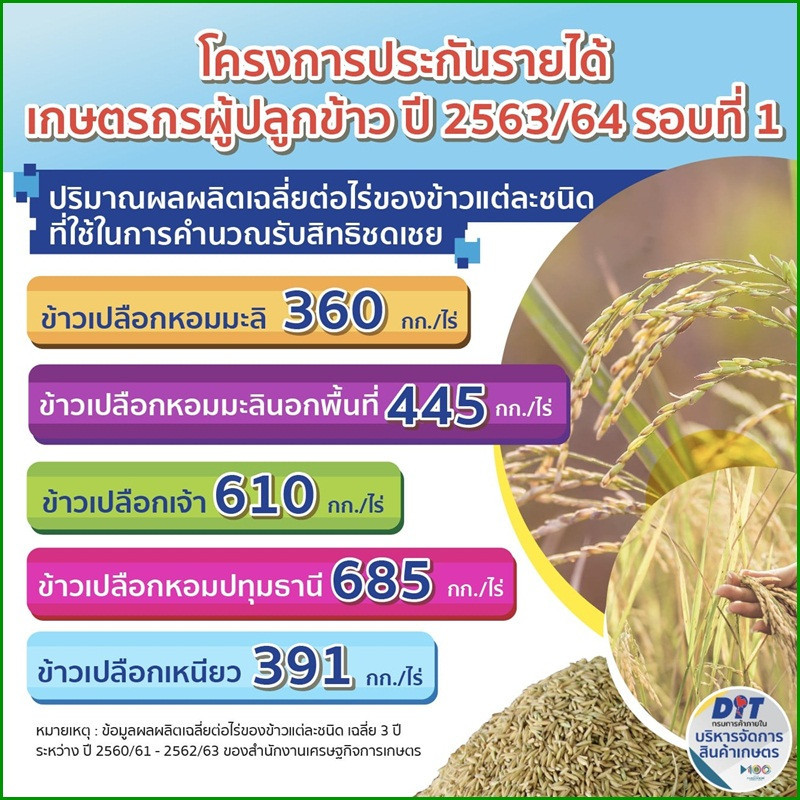 โครงการประกันรายได้
เกษตรกรผู้ปลูกข้าว ปี 2563/64 รอบที่ 1
ปริมาณผลผลิตเฉลี่ยต่อไร่ของข้าวแต่ละชนิด
ที่ใช้ในการคำนวณรับสิทธิชดเชย
ข้าวเปลือกหอมมะลิ 360 กก./ไร่
ข้าวเปลือกหอมมะลินอกพื้นที่ 445 กก./ไร่
ข้าวเปลือกเจ้า 610 กก./ไร่
ข้าวเปลือกหอมปทุมธานี 685 กก./ไร่
ข้าวเปลือกเหนียว 391 กก./ไร่
หมายเหตุ : ข้อมูลผลผลิตเฉลี่ยต่อไร่ของข้าวแต่ละชนิด เฉลี่ย 3 ปี
ระหว่าง ปี 2560/61 - 2562/63 ของสำนักงานเศรษฐกิจการเกษตร
DIT
กรมการค้าภายใน
บริหารจัดการ
สินค้าเกษตร